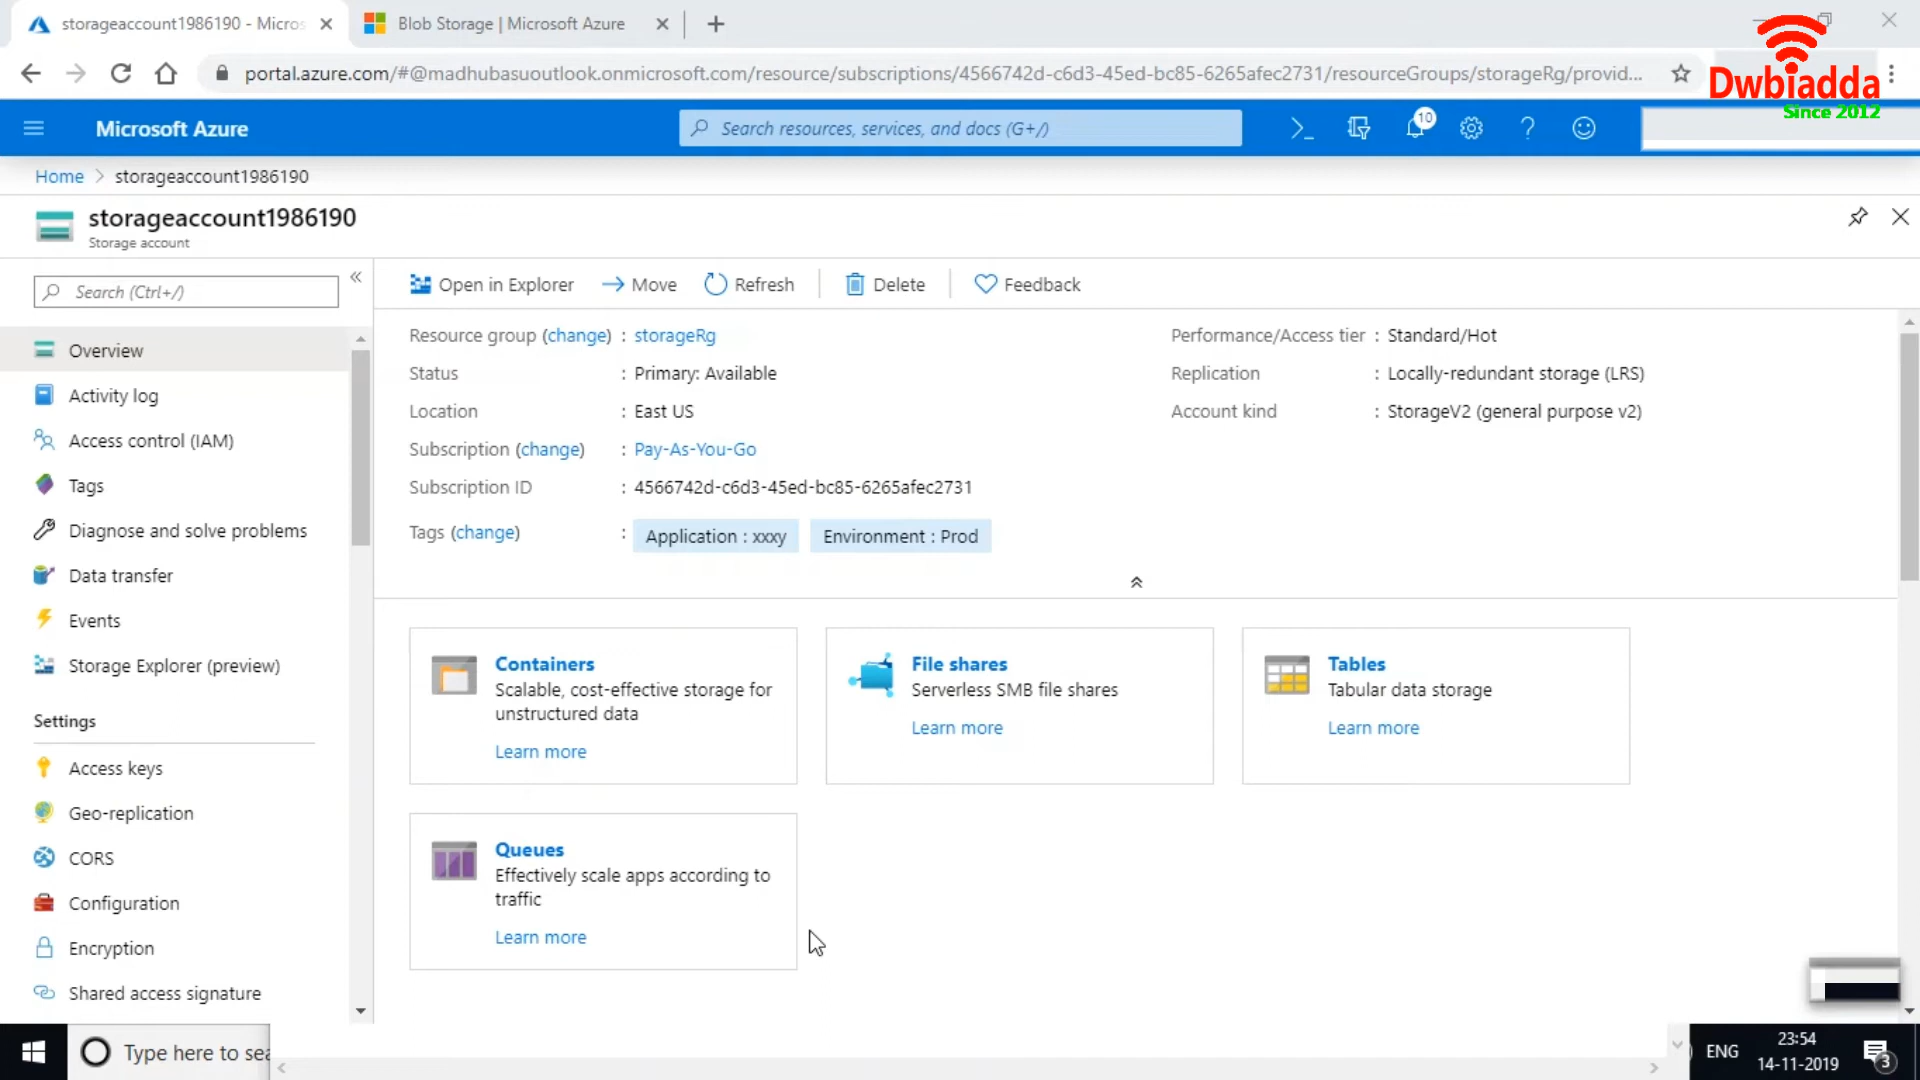 storageaccount1986190 - Micros
Blob Storage | Microsoft Azure
portal.azure.com/#@madhubasuoutlook.onmicrosoft.com/resource/subscriptions/4566742d-c6d3-45ed-bc85-6265afec2731/resourceGroups/storageRg/provid...
Dwbiadda
Since 2012
Microsoft Azure
Search resources, services, and docs (G+/)
10
Home > storageaccount1986190
storageaccount1986190
Storage account
Search (Ctrl+/)
Overview
Activity log
Access control (IAM)
Tags
Diagnose and solve problems
Data transfer
Events
Storage Explorer (preview)
Settings
Access keys
Geo-replication
CORS
Configuration
Encryption
Shared access signature
Open in Explorer
Move
Refresh
Delete
Feedback
Resource group (change) : storageRg
Status : Primary: Available
Location : East US
Subscription (change) : Pay-As-You-Go
Subscription ID : 4566742d-c6d3-45ed-bc85-6265afec2731
Tags (change) : Application : xxxy Environment : Prod
Performance/Access tier : Standard/Hot
Replication : Locally-redundant storage (LRS)
Account kind : StorageV2 (general purpose v2)
Containers
Scalable, cost-effective storage for
unstructured data
Learn more
File shares
Serverless SMB file shares
Learn more
Tables
Tabular data storage
Learn more
Queues
Effectively scale apps according to
traffic
Learn more
Type here to sea
ENG
23:54
14-11-2019
3